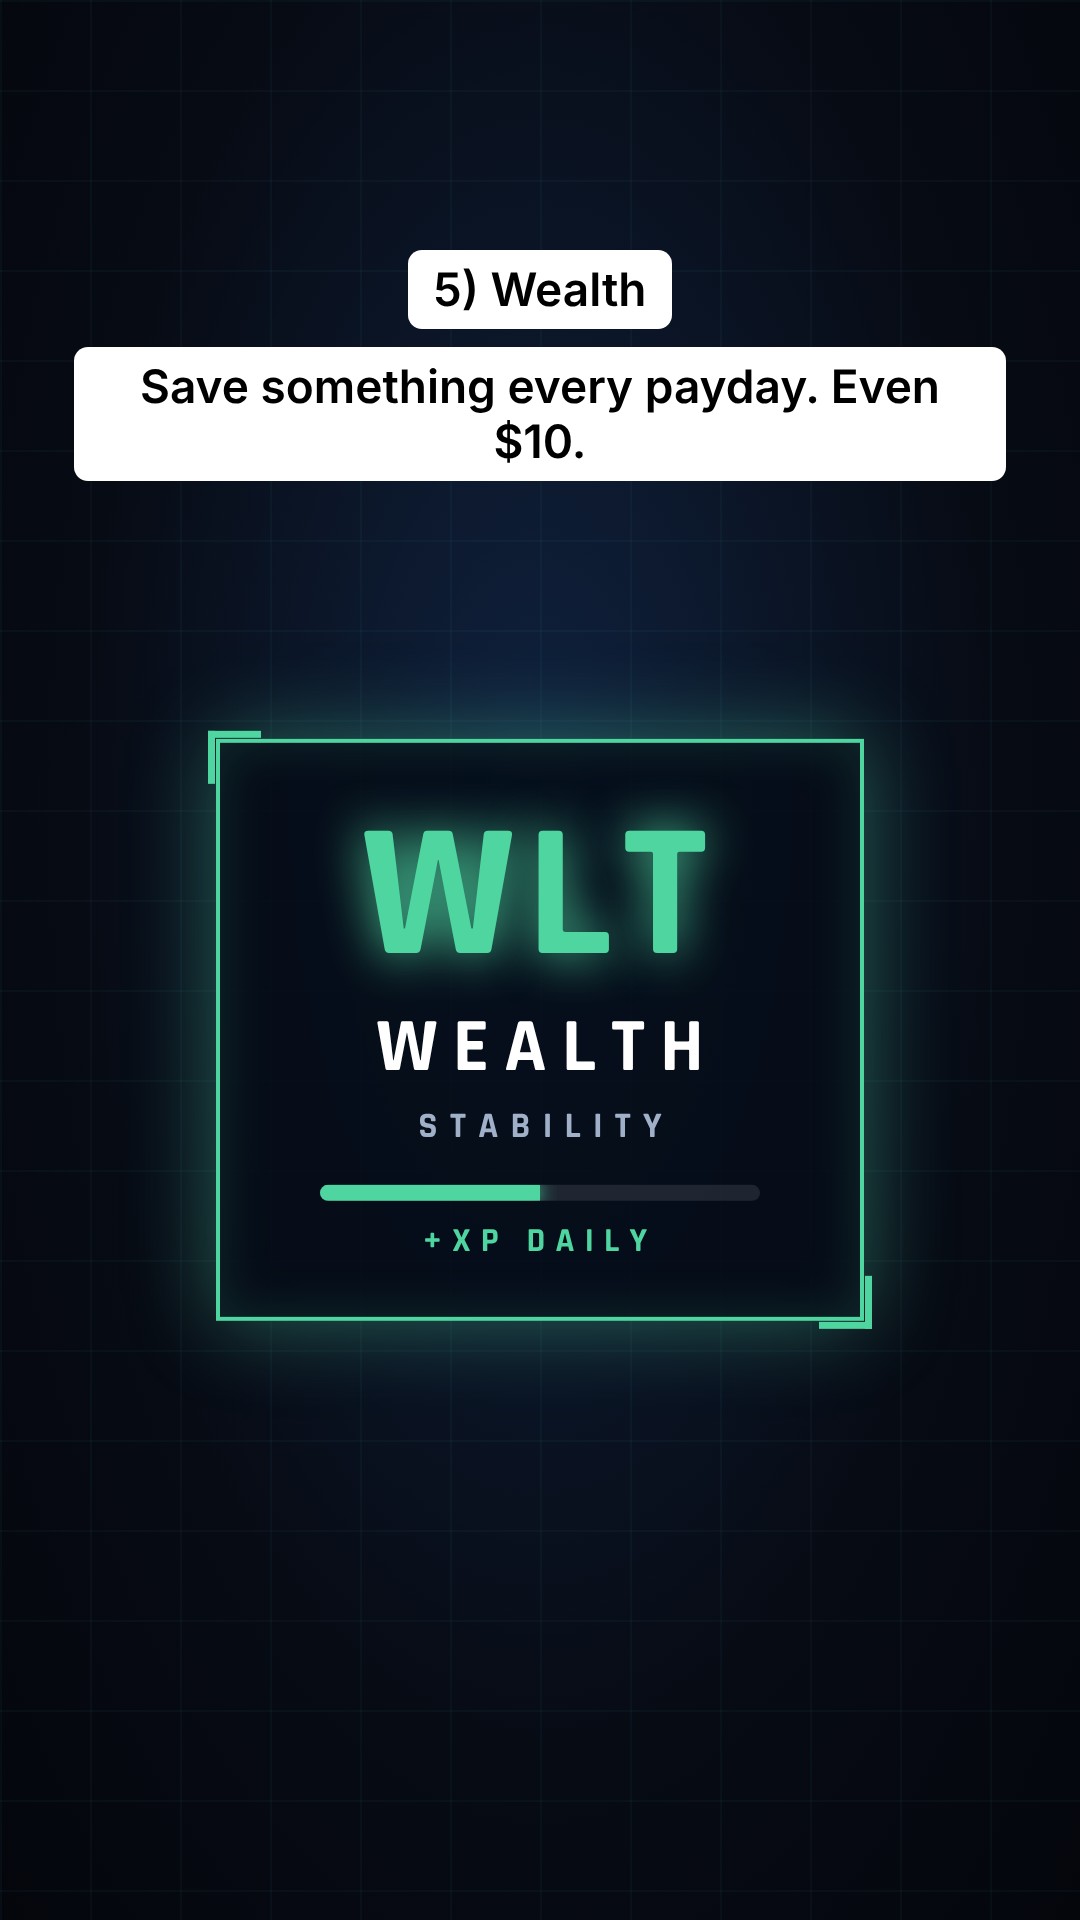 5) Wealth
Save something every payday. Even
$10.
WLT
WEALTH
STABILITY
+XP DAILY